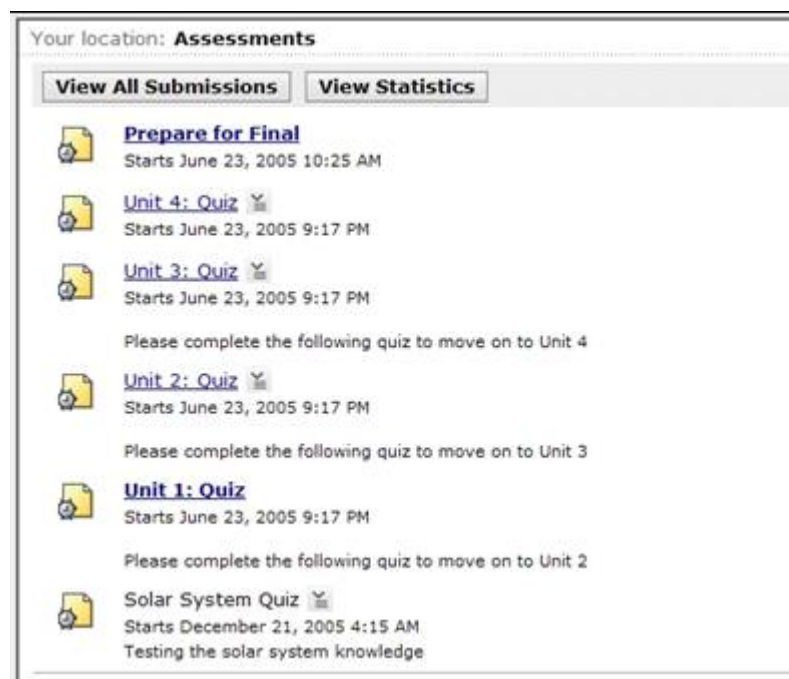 Your location: Assessments
View All Submissions View Statistics
Prepare for Final
Starts June 23, 2005 10:25 AM
Unit 4: Quiz
Starts June 23, 2005 9:17 PM
Unit 3: Quiz
Starts June 23, 2005 9:17 PM
Please complete the following quiz to move on to Unit 4
Unit 2: Quiz
Starts June 23, 2005 9:17 PM
Please complete the following quiz to move on to Unit 3
Unit 1: Quiz
Starts June 23, 2005 9:17 PM
Please complete the following quiz to move on to Unit 2
Solar System Quiz
Starts December 21, 2005 4:15 AM
Testing the solar system knowledge